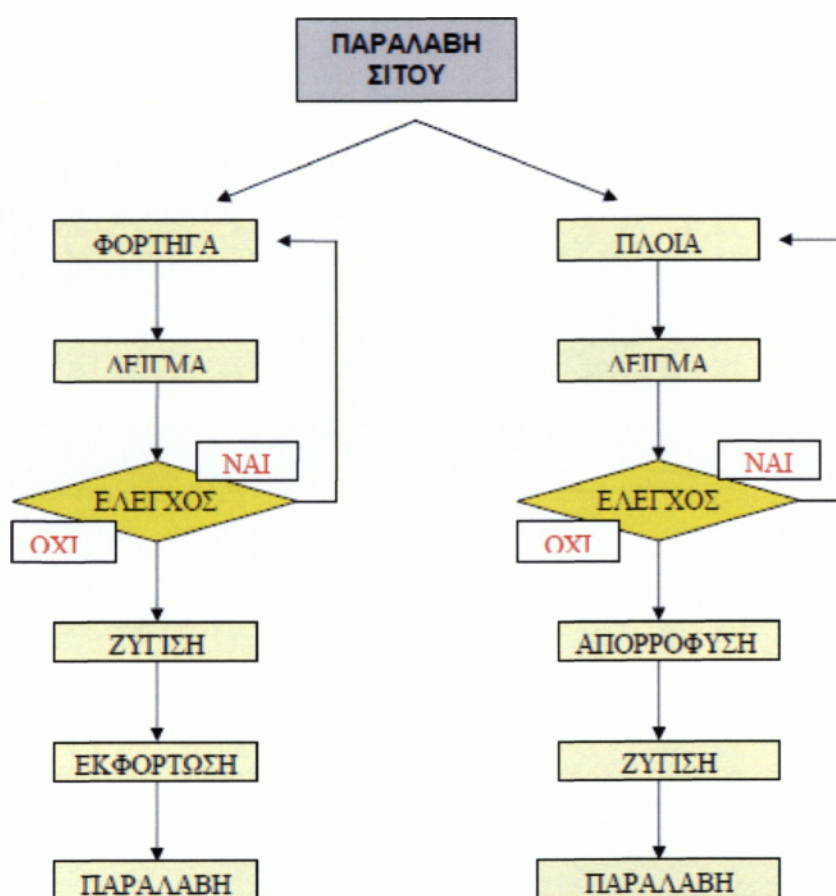 ΠΑΡΑΛΑΒΗ
ΣΙΤΟΥ
ΦΟΡΤΗΓΑ
ΔΕΙΓΜΑ
ΝΑΙ
ΕΛΕΓΧΟΣ
ΟΧΙ
ΖΥΓΙΣΗ
ΕΚΦΟΡΤΩΣΗ
ΠΑΡΑΛΑΒΗ
ΠΛΟΙΑ
ΔΕΙΓΜΑ
ΝΑΙ
ΕΛΕΓΧΟΣ
ΟΧΙ
ΑΠΟΡΡΟΦΥΣΗ
ΖΥΓΙΣΗ
ΠΑΡΑΛΑΒΗ